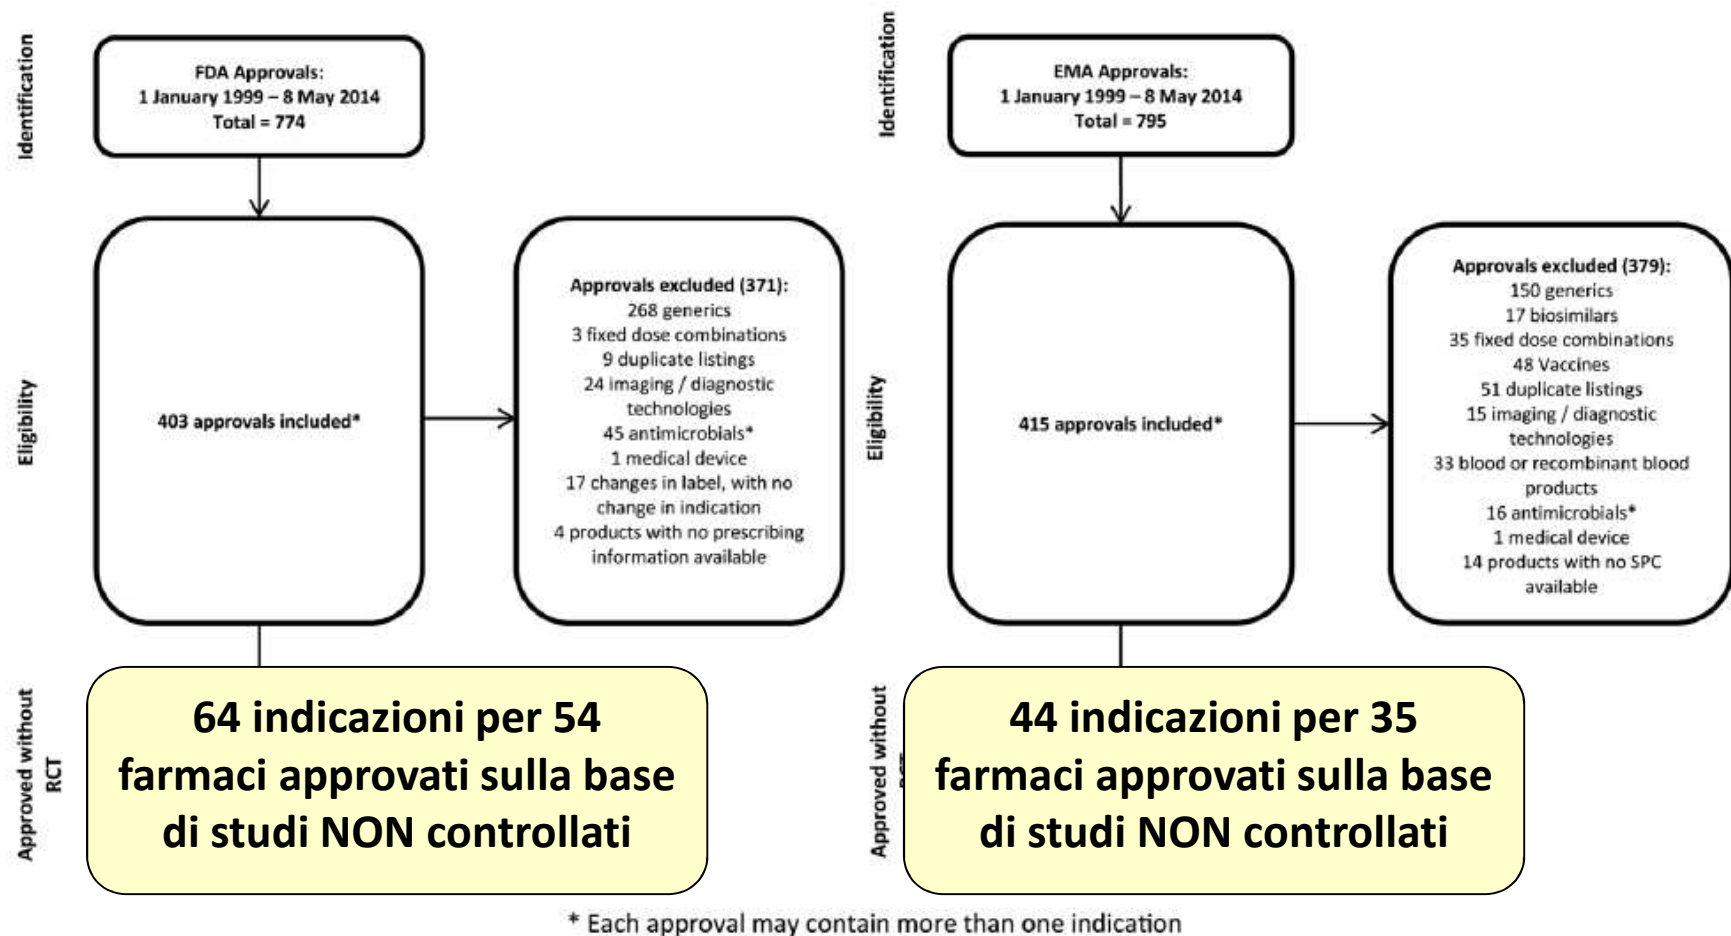 Identification
FDA Approvals:
1 January 1999 – 8 May 2014
Total = 774
Eligibility
403 approvals included*
Approvals excluded (371):
268 generics
3 fixed dose combinations
9 duplicate listings
24 imaging / diagnostic
technologies
45 antimicrobials*
1 medical device
17 changes in label, with no
change in indication
4 products with no prescribing
information available
Approved without
RCT
64 indicazioni per 54
farmaci approvati sulla base
di studi NON controllati
Identification
EMA Approvals:
1 January 1999 – 8 May 2014
Total = 795
Eligibility
415 approvals included*
Approvals excluded (379):
150 generics
17 biosimilars
35 fixed dose combinations
48 Vaccines
51 duplicate listings
15 imaging / diagnostic
technologies
33 blood or recombinant blood
products
16 antimicrobials*
1 medical device
14 products with no SPC
available
Approved without
44 indicazioni per 35
farmaci approvati sulla base
di studi NON controllati
* Each approval may contain more than one indication